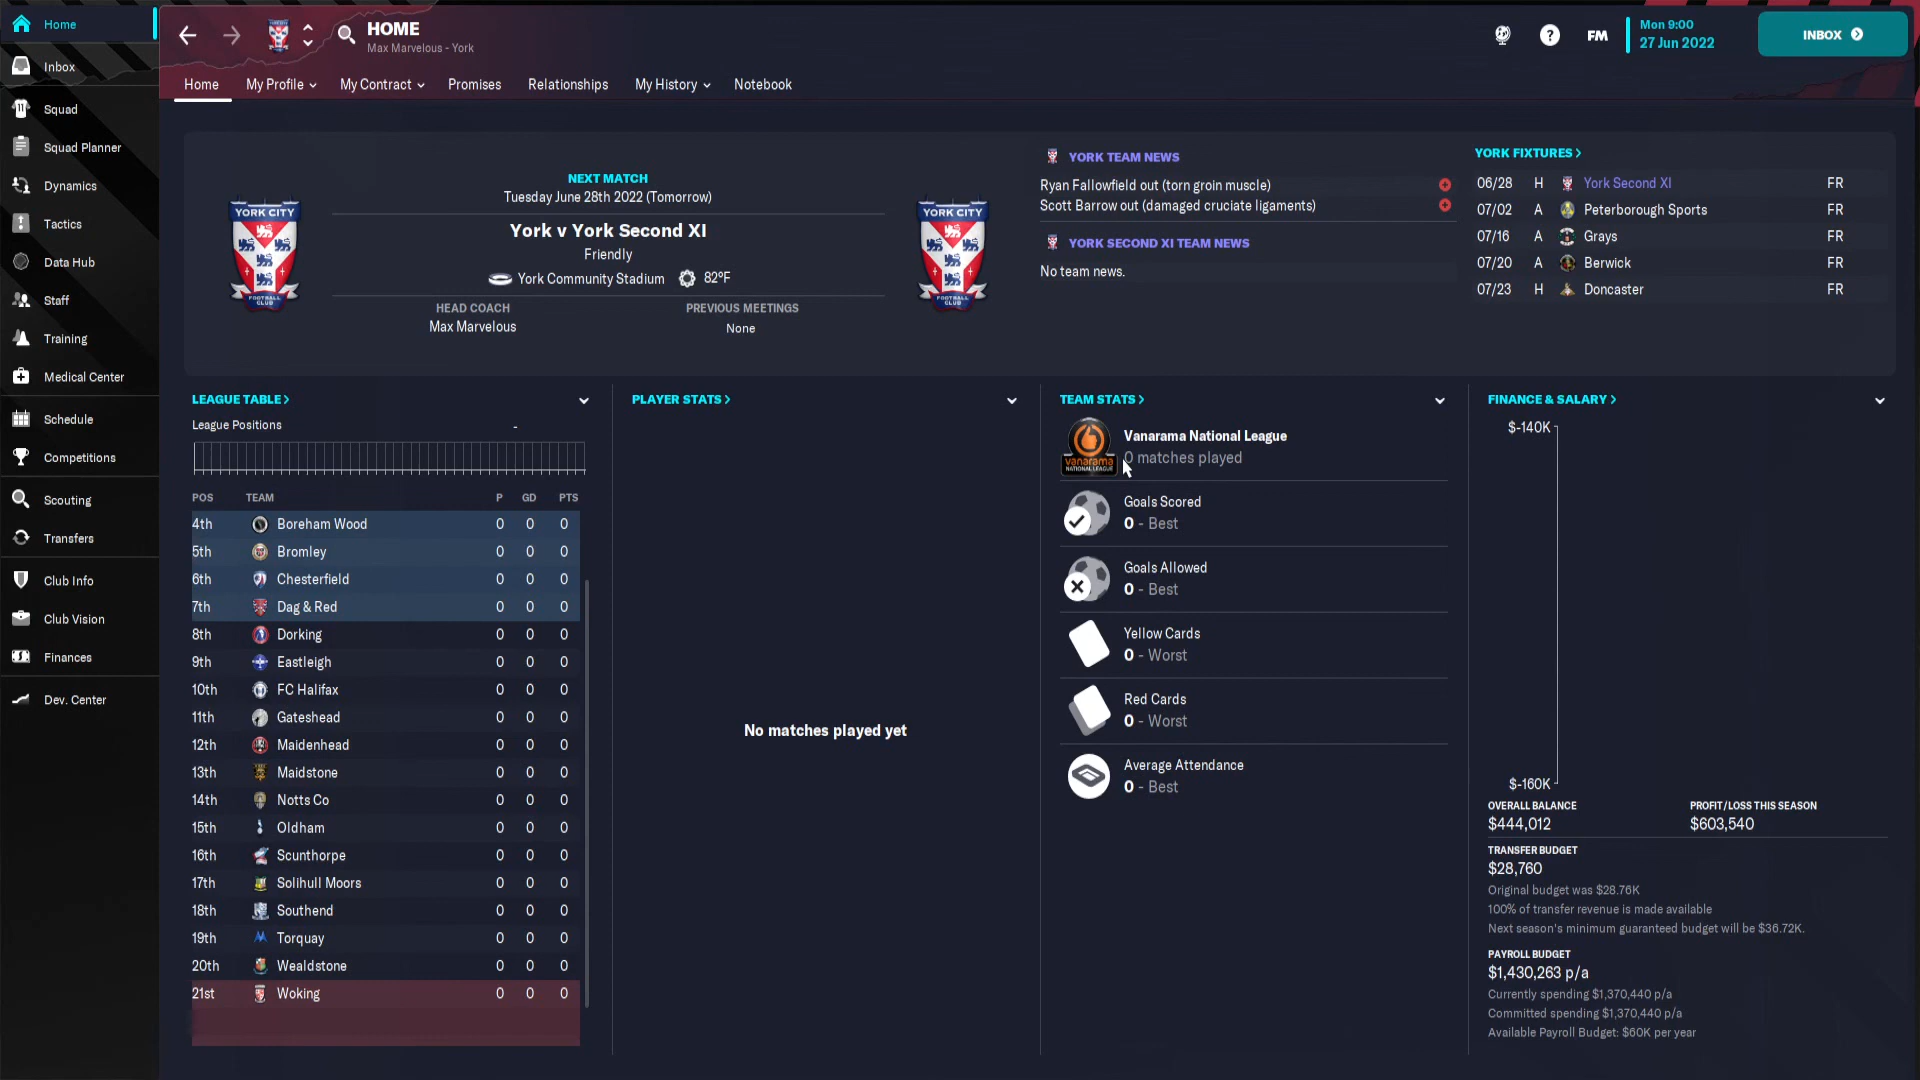 Home
Inbox
Squad
Squad Planner
Dynamics
Tactics
Data Hub
Staff
Training
Medical Center
Schedule
Competitions
Scouting
Transfers
Club Info
Club Vision
Finances
Dev. Center
HOME
Max Marvelous - York
FM
Mon 9:00
27 Jun 2022
INBOX
Home
My Profile
My Contract
Promises
Relationships
My History
Notebook
YORK CITY
FOOTBALL CLUB
NEXT MATCH
Tuesday June 28th 2022 (Tomorrow)
York v York Second XI
Friendly
York Community Stadium 82°F
HEAD COACH
Max Marvelous
PREVIOUS MEETINGS
None
YORK CITY
FOOTBALL CLUB
YORK TEAM NEWS
Ryan Fallowfield out (torn groin muscle)
Scott Barrow out (damaged cruciate ligaments)
YORK SECOND XI TEAM NEWS
No team news.
YORK FIXTURES >
06/28 H York Second XI FR
07/02 A Peterborough Sports FR
07/16 A Grays FR
07/20 A Berwick FR
07/23 H Doncaster FR
LEAGUE TABLE >
League Positions -
POS TEAM P GD PTS
4th Boreham Wood 0 0 0
5th Bromley 0 0 0
6th Chesterfield 0 0 0
7th Dag & Red 0 0 0
8th Dorking 0 0 0
9th Eastleigh 0 0 0
10th FC Halifax 0 0 0
11th Gateshead 0 0 0
12th Maidenhead 0 0 0
13th Maidstone 0 0 0
14th Notts Co 0 0 0
15th Oldham 0 0 0
16th Scunthorpe 0 0 0
17th Solihull Moors 0 0 0
18th Southend 0 0 0
19th Torquay 0 0 0
20th Wealdstone 0 0 0
21st Woking 0 0 0
PLAYER STATS >
No matches played yet
TEAM STATS >
vanarama
NATIONAL LEAGUE
Vanarama National League
0 matches played
Goals Scored
0 - Best
Goals Allowed
0 - Best
Yellow Cards
0 - Worst
Red Cards
0 - Worst
Average Attendance
0 - Best
FINANCE & SALARY >
$-140K
$-160K
OVERALL BALANCE
$444,012
PROFIT/LOSS THIS SEASON
$603,540
TRANSFER BUDGET
$28,760
Original budget was $28.76K
100% of transfer revenue is made available
Next season's minimum guaranteed budget will be $36.72K.
PAYROLL BUDGET
$1,430,263 p/a
Currently spending $1,370,440 p/a
Committed spending $1,370,440 p/a
Available Payroll Budget: $60K per year